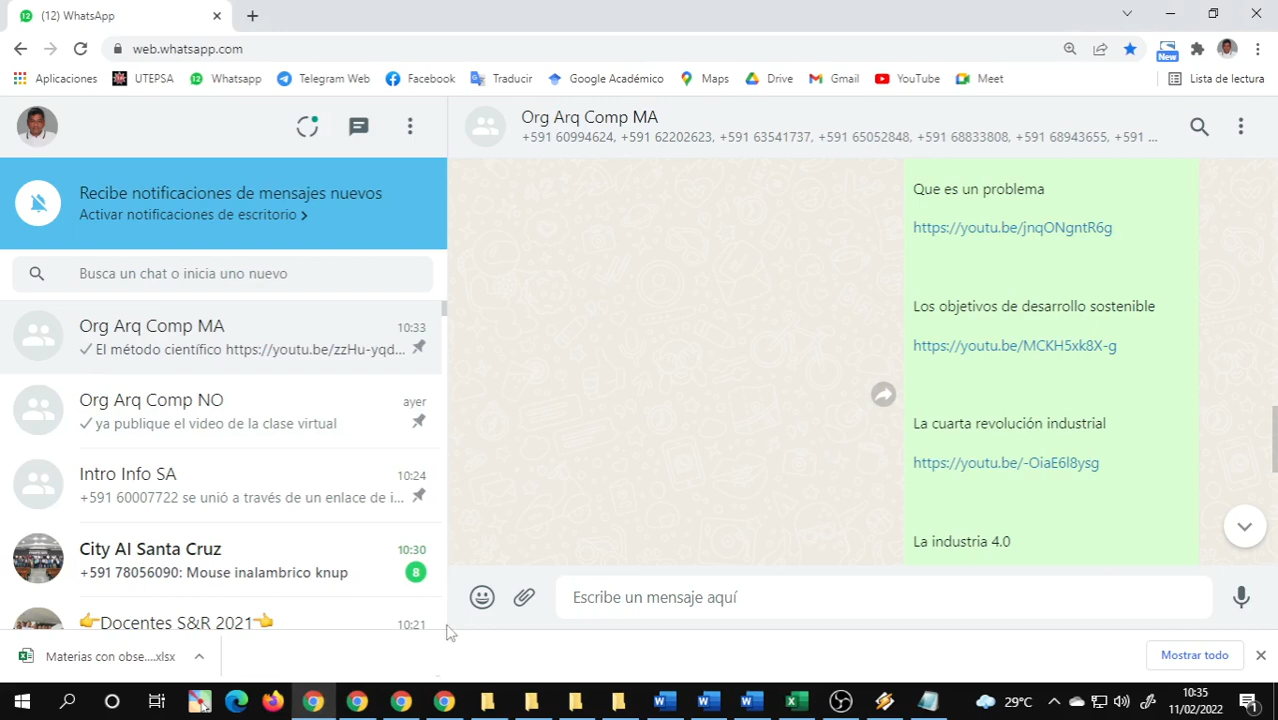 (12) WhatsApp
web.whatsapp.com
New
Aplicaciones
UTEPSA
Whatsapp
Telegram Web
Facebook
Traducir
Google Académico
Maps
Drive
Gmail
YouTube
Meet
Lista de lectura
Org Arq Comp MA
+591 60994624, +591 62202623, +591 63541737, +591 65052848, +591 68833808, +591 68943655, +591 ...
Recibe notificaciones de mensajes nuevos
Activar notificaciones de escritorio
Busca un chat o inicia uno nuevo
Org Arq Comp MA
10:33
El método científico https://youtu.be/zzHu-yqd...
Org Arq Comp NO
ayer
ya publique el video de la clase virtual
Intro Info SA
10:24
+591 60007722 se unió a través de un enlace de i...
City AI Santa Cruz
10:30
+591 78056090: Mouse inalambrico knup
8
Docentes S&R 2021
10:21
Que es un problema
https://youtu.be/jnqONgntR6g
Los objetivos de desarrollo sostenible
https://youtu.be/MCKH5xk8X-g
La cuarta revolución industrial
https://youtu.be/-OiaE6l8ysg
La industria 4.0
Escribe un mensaje aquí
Materias con obse....xlsx
Mostrar todo
29°C
10:35
11/02/2022
1